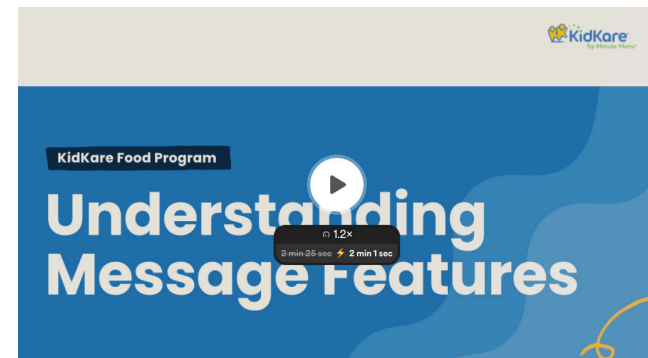 KidKare
by Minute Menu
KidKare Food Program
Understanding
1.2×
2 min 25 sec ⚡ 2 min 1 sec
Message Features